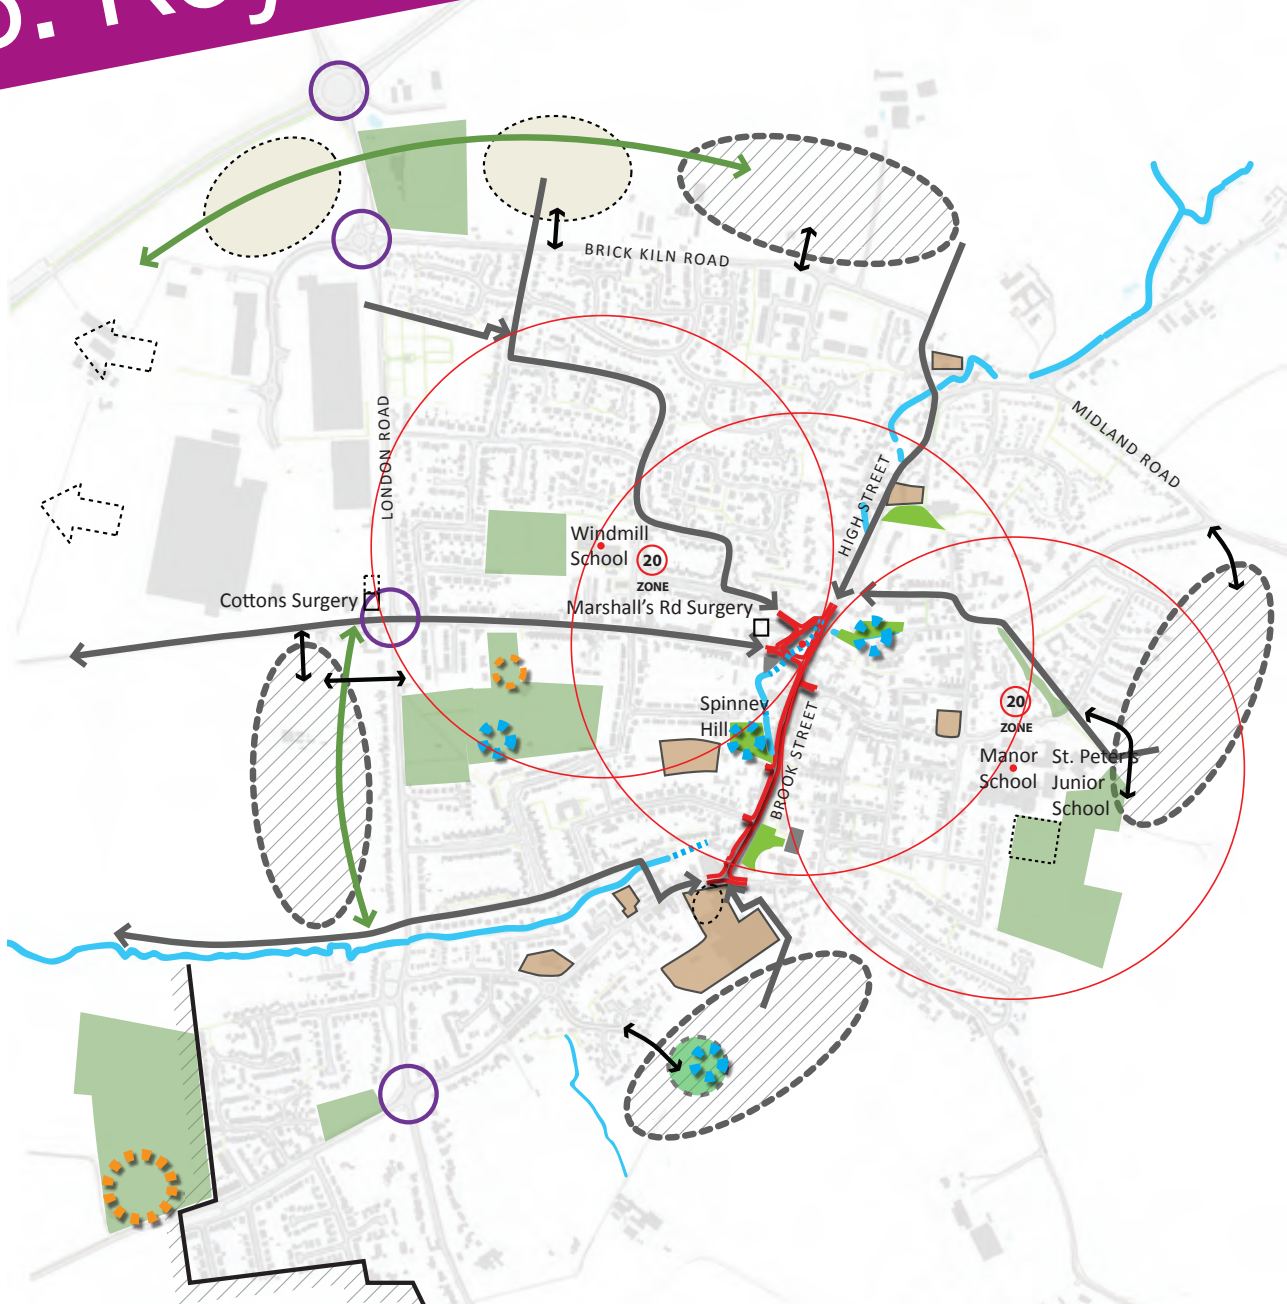 BRICK KILN ROAD
LONDON ROAD
MIDLAND ROAD
HIGH STREET
Windmill
School
20
ZONE
Cottons Surgery
Marshall's Rd Surgery
Spinney
Hill
BROOK STREET
20
ZONE
Manor
School
St. Peter's
Junior
School